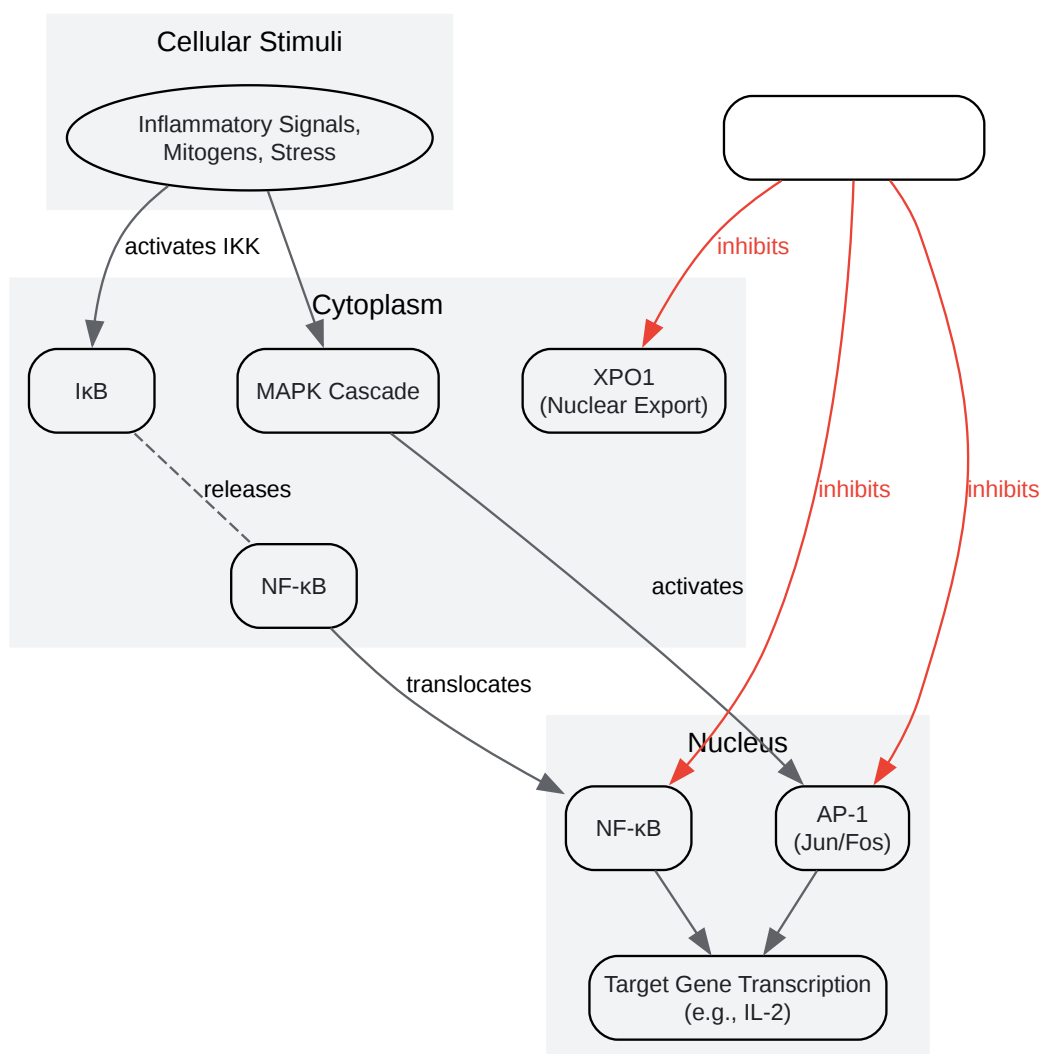 Cellular Stimuli
Inflammatory Signals,
Mitogens, Stress
inhibits
activates IKK
Cytoplasm
IκB
MAPK Cascade
XPO1
(Nuclear Export)
releases
inhibits
inhibits
NF-κB
activates
translocates
Nucleus
NF-κB
AP-1
(Jun/Fos)
Target Gene Transcription
(e.g., IL-2)